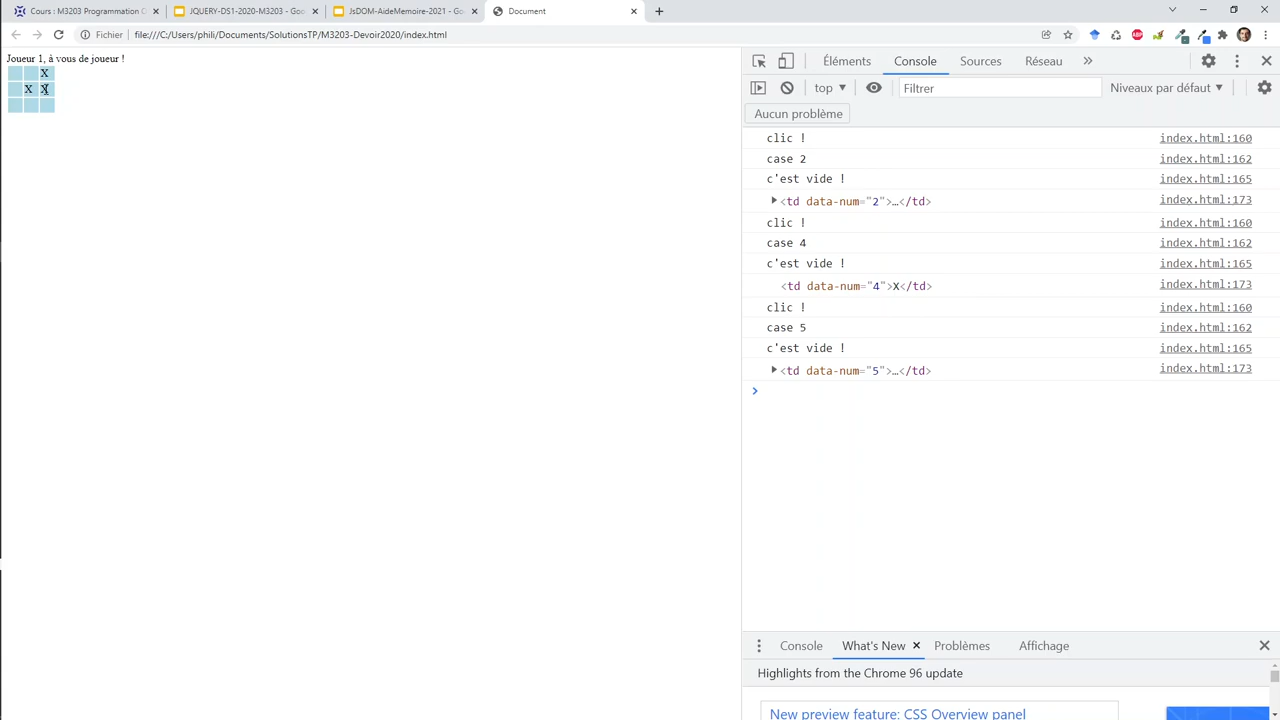 Cours : M3203 Programmation C
JQUERY-DS1-2020-M3203 - Goo
JsDOM-AideMemoire-2021 - Go
Document
Fichier
file:///C:/Users/phili/Documents/SolutionsTP/M3203-Devoir2020/index.html
ABP
Joueur 1, à vous de joueur !
X
X X
Éléments Console Sources Réseau
top Filtrer Niveaux par défaut
Aucun problème
clic ! index.html:160
case 2 index.html:162
c'est vide ! index.html:165
<td data-num="2">…</td> index.html:173
clic ! index.html:160
case 4 index.html:162
c'est vide ! index.html:165
<td data-num="4">X</td> index.html:173
clic ! index.html:160
case 5 index.html:162
c'est vide ! index.html:165
<td data-num="5">…</td> index.html:173
Console What's New Problèmes Affichage
Highlights from the Chrome 96 update
New preview feature: CSS Overview panel